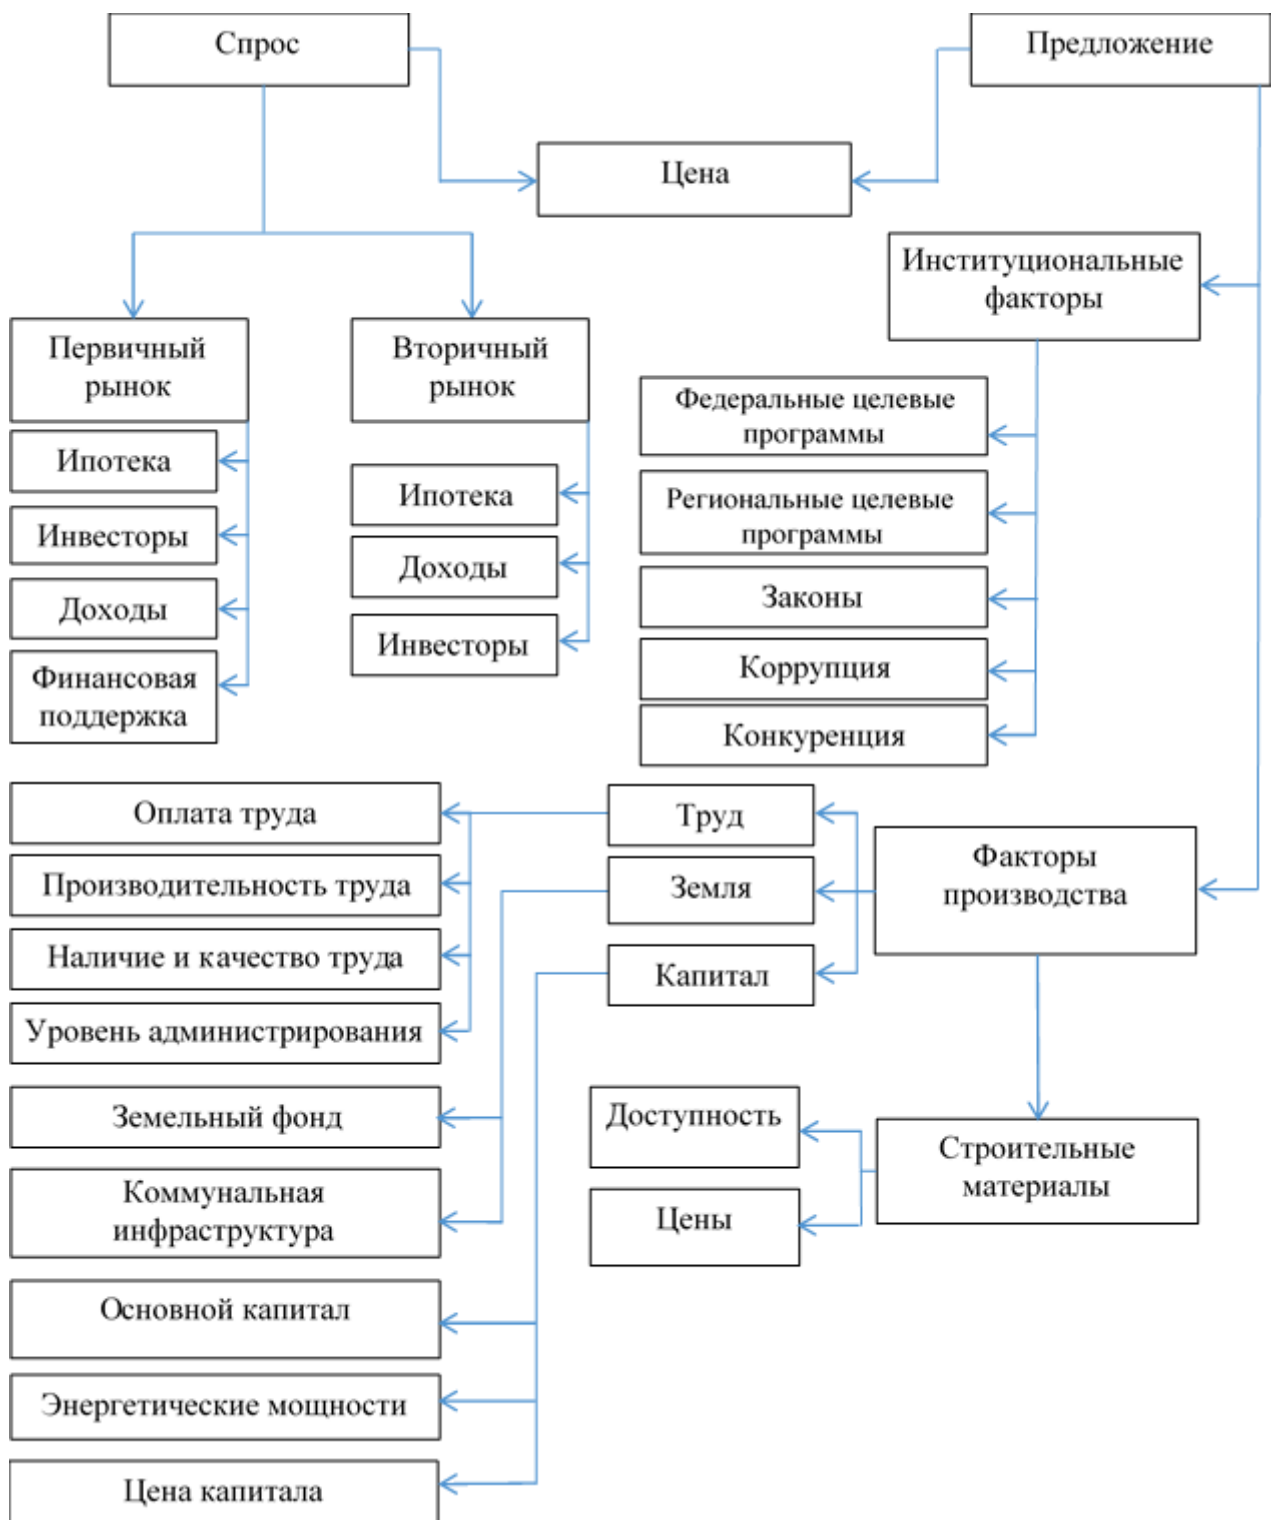 Спрос
Предложение
Цена
Институциональные
факторы
Первичный
рынок
Вторичный
рынок
Федеральные целевые
программы
Ипотека
Ипотека
Региональные целевые
программы
Инвесторы
Доходы
Законы
Доходы
Инвесторы
Коррупция
Финансовая
поддержка
Конкуренция
Оплата труда
Труд
Факторы
производства
Производительность труда
Земля
Наличие и качество труда
Капитал
Уровень администрирования
Земельный фонд
Доступность
Строительные
материалы
Коммунальная
инфраструктура
Цены
Основной капитал
Энергетические мощности
Цена капитала